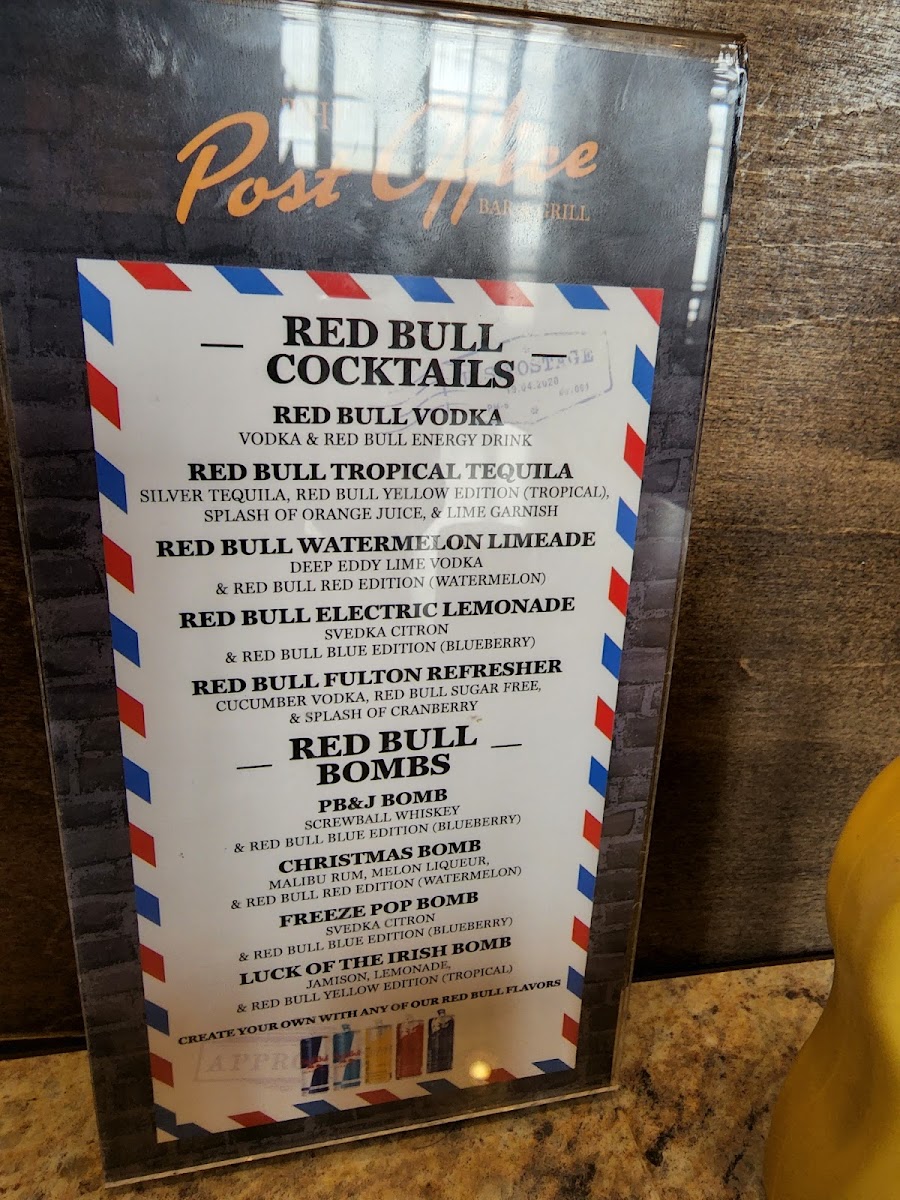 THE
Post Office
BAR & GRILL
RED BULL
COCKTAILS
US POSTAGE
RED BULL VODKA
VODKA & RED BULL ENERGY DRINK
RED BULL TROPICAL TEQUILA
SILVER TEQUILA, RED BULL YELLOW EDITION (TROPICAL),
SPLASH OF ORANGE JUICE, & LIME GARNISH
RED BULL WATERMELON LIMEADE
DEEP EDDY LIME VODKA
& RED BULL RED EDITION (WATERMELON)
RED BULL ELECTRIC LEMONADE
SVEDKA CITRON
& RED BULL BLUE EDITION (BLUEBERRY)
RED BULL FULTON REFRESHER
CUCUMBER VODKA, RED BULL SUGAR FREE,
& SPLASH OF CRANBERRY
RED BULL
BOMBS
PB&J BOMB
SCREWBALL WHISKEY
& RED BULL BLUE EDITION (BLUEBERRY)
CHRISTMAS BOMB
MALIBU RUM, MELON LIQUEUR,
& RED BULL RED EDITION (WATERMELON)
FREEZE POP BOMB
SVEDKA CITRON
& RED BULL BLUE EDITION (BLUEBERRY)
LUCK OF THE IRISH BOMB
JAMISON, LEMONADE,
& RED BULL YELLOW EDITION (TROPICAL)
CREATE YOUR OWN WITH ANY OF OUR RED BULL FLAVORS